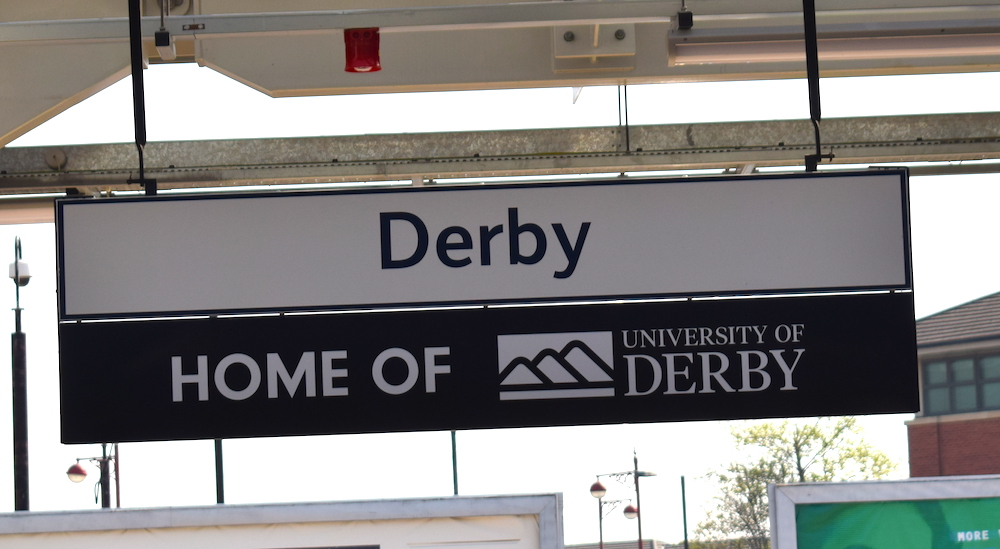 Derby
HOME OF UNIVERSITY OF
DERBY
MORE